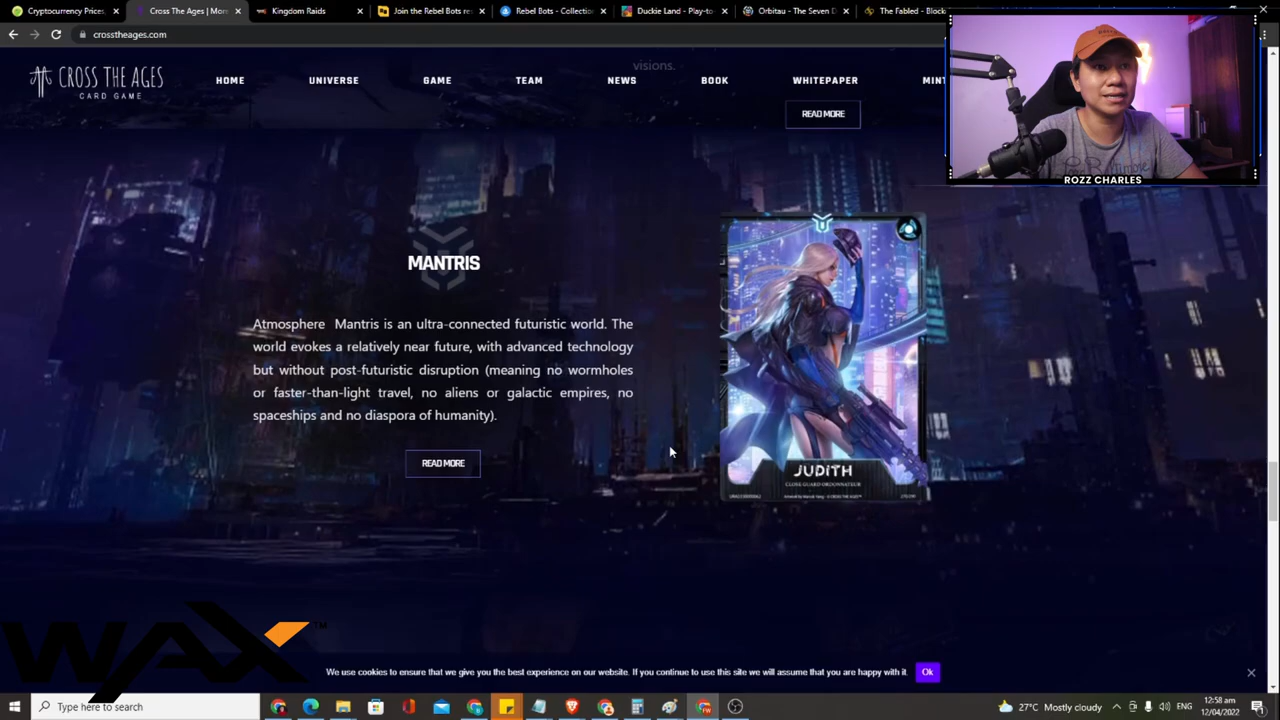 Cryptocurrency Prices,
Cross The Ages | Mor
Kingdom Raids
Join the Rebel Bots re
Rebel Bots - Collectio
Duckie Land - Play-to
Orbitau - The Seven D
The Fabled - Block
crosstheages.com
CROSS THE AGES
CARD GAME
HOME
UNIVERSE
GAME
TEAM
NEWS
BOOK
WHITEPAPER
MINT
visions.
READ MORE
ROZZ CHARLES
MANTRIS
Atmosphere Mantris is an ultra-connected futuristic world. The
world evokes a relatively near future, with advanced technology
but without post-futuristic disruption (meaning no wormholes
or faster-than-light travel, no aliens or galactic empires, no
spaceships and no diaspora of humanity).
READ MORE
JUDITH
CLOSE GUARD ORDONNATEUR
WAX™
We use cookies to ensure that we give you the best experience on our website. If you continue to use this site we will assume that you are happy with it.
Ok
Type here to search
27°C Mostly cloudy
ENG
12:58 am
12/04/2022